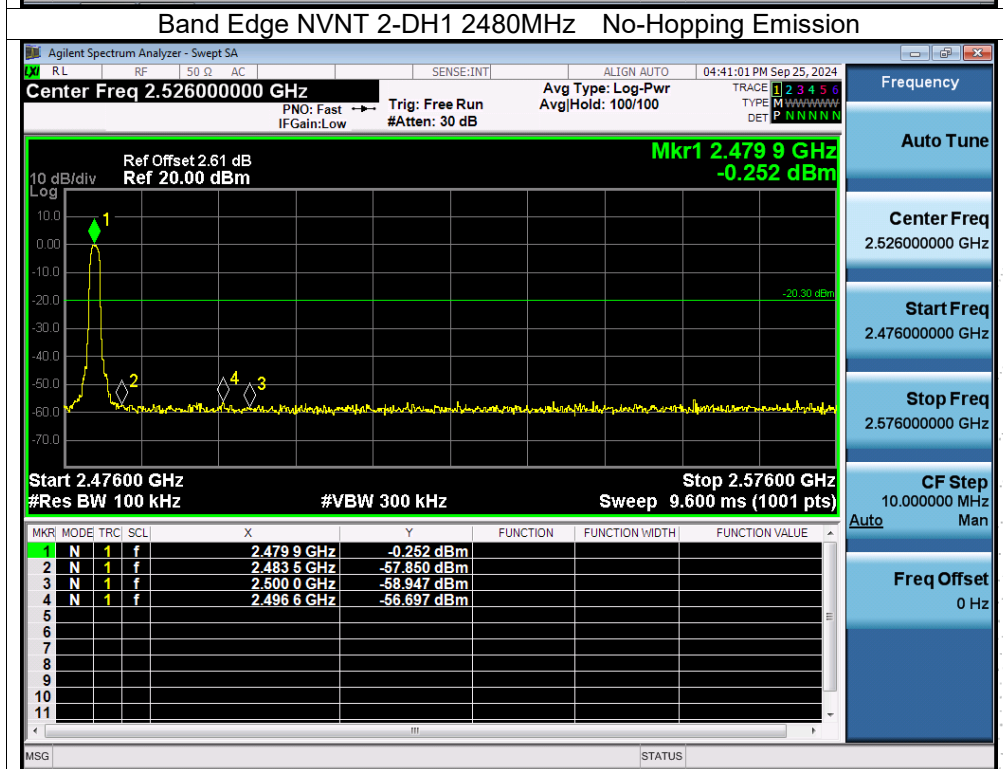 Band Edge NVNT 2-DH1 2480MHz No-Hopping Emission
Agilent Spectrum Analyzer - Swept SA
LXI RL RF 50 Ω AC SENSE:INT ALIGN AUTO 04:41:01 PM Sep 25, 2024
Center Freq 2.526000000 GHz
PNO: Fast
IFGain:Low
Trig: Free Run
#Atten: 30 dB
Avg Type: Log-Pwr
Avg|Hold: 100/100
TRACE 1 2 3 4 5 6
TYPE M WWWWW
DET P N N N N N
Frequency
Auto Tune
Center Freq
2.526000000 GHz
Start Freq
2.476000000 GHz
Stop Freq
2.576000000 GHz
CF Step
10.000000 MHz
Auto Man
Freq Offset
0 Hz
Ref Offset 2.61 dB
10 dB/div Ref 20.00 dBm
Log
Mkr1 2.479 9 GHz
-0.252 dBm
10.0
0.00
-10.0
-20.0
-30.0
-40.0
-50.0
-60.0
-70.0
-20.30 dBm
1
2
4
3
Start 2.47600 GHz Stop 2.57600 GHz
#Res BW 100 kHz #VBW 300 kHz Sweep 9.600 ms (1001 pts)
MKR MODE TRC SCL X Y FUNCTION FUNCTION WIDTH FUNCTION VALUE
1 N 1 f 2.479 9 GHz -0.252 dBm
2 N 1 f 2.483 5 GHz -57.850 dBm
3 N 1 f 2.500 0 GHz -58.947 dBm
4 N 1 f 2.496 6 GHz -56.697 dBm
5
6
7
8
9
10
11
MSG STATUS